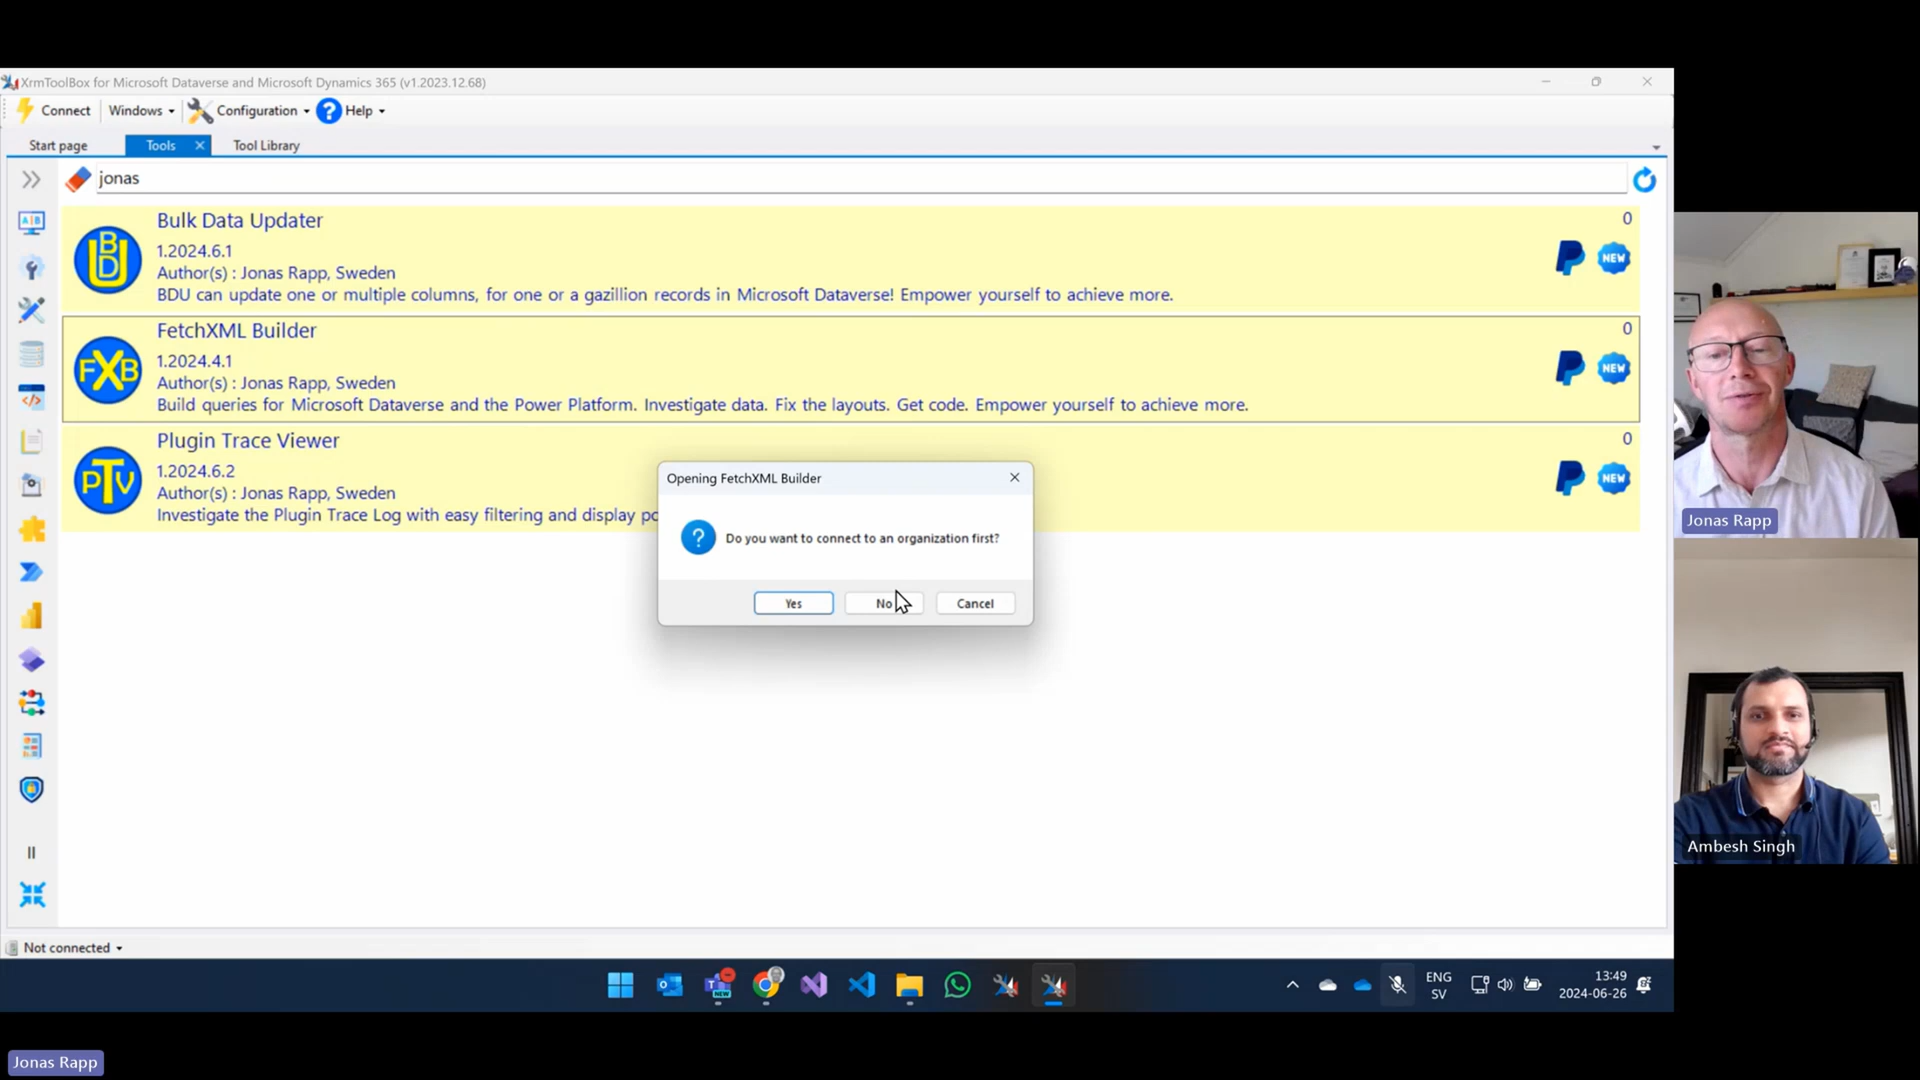 XrmToolBox for Microsoft Dataverse and Microsoft Dynamics 365 (v1.2023.12.68)
Connect Windows Configuration Help
Start page Tools Tool Library
jonas
BDU
Bulk Data Updater 0
1.2024.6.1
Author(s) : Jonas Rapp, Sweden
NEW
BDU can update one or multiple columns, for one or a gazillion records in Microsoft Dataverse! Empower yourself to achieve more.
FXB
FetchXML Builder 0
1.2024.4.1
Author(s) : Jonas Rapp, Sweden
NEW
Build queries for Microsoft Dataverse and the Power Platform. Investigate data. Fix the layouts. Get code. Empower yourself to achieve more.
PTV
Plugin Trace Viewer 0
1.2024.6.2
Author(s) : Jonas Rapp, Sweden
NEW
Investigate the Plugin Trace Log with easy filtering and display po
Opening FetchXML Builder
Do you want to connect to an organization first?
Yes No Cancel
Jonas Rapp
Ambesh Singh
Not connected
ENG
SV
13:49
2024-06-26
Jonas Rapp